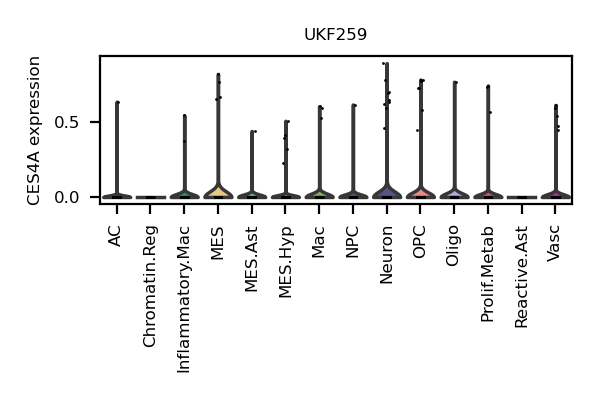 UKF259
CES4A expression
0.5
0.0
AC
Chromatin.Reg
Inflammatory.Mac
MES
MES.Ast
MES.Hyp
Mac
NPC
Neuron
OPC
Oligo
Prolif.Metab
Reactive.Ast
Vasc